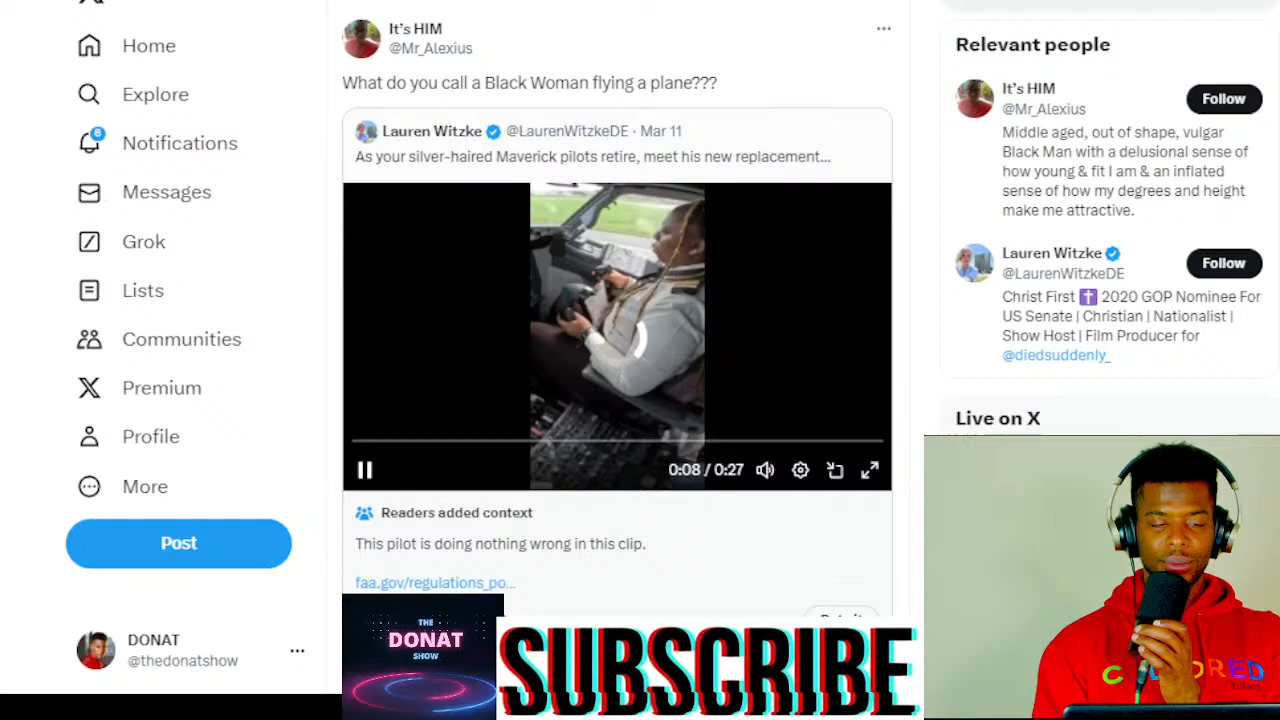 Home
Explore
6
Notifications
Messages
Grok
Lists
Communities
Premium
Profile
More
Post
DONAT
@thedonatshow
It's HIM
@Mr_Alexius
What do you call a Black Woman flying a plane???
Lauren Witzke @LaurenWitzkeDE · Mar 11
As your silver-haired Maverick pilots retire, meet his new replacement...
0:08 / 0:27
Readers added context
This pilot is doing nothing wrong in this clip.
faa.gov/regulations_po...
THE
DONAT
SHOW
SUBSCRIBE
Relevant people
It's HIM
@Mr_Alexius
Follow
Middle aged, out of shape, vulgar
Black Man with a delusional sense of
how young & fit I am & an inflated
sense of how my degrees and height
make me attractive.
Lauren Witzke
@LaurenWitzkeDE
Follow
Christ First ✝️ 2020 GOP Nominee For
US Senate | Christian | Nationalist |
Show Host | Film Producer for
@diedsuddenly_
Live on X